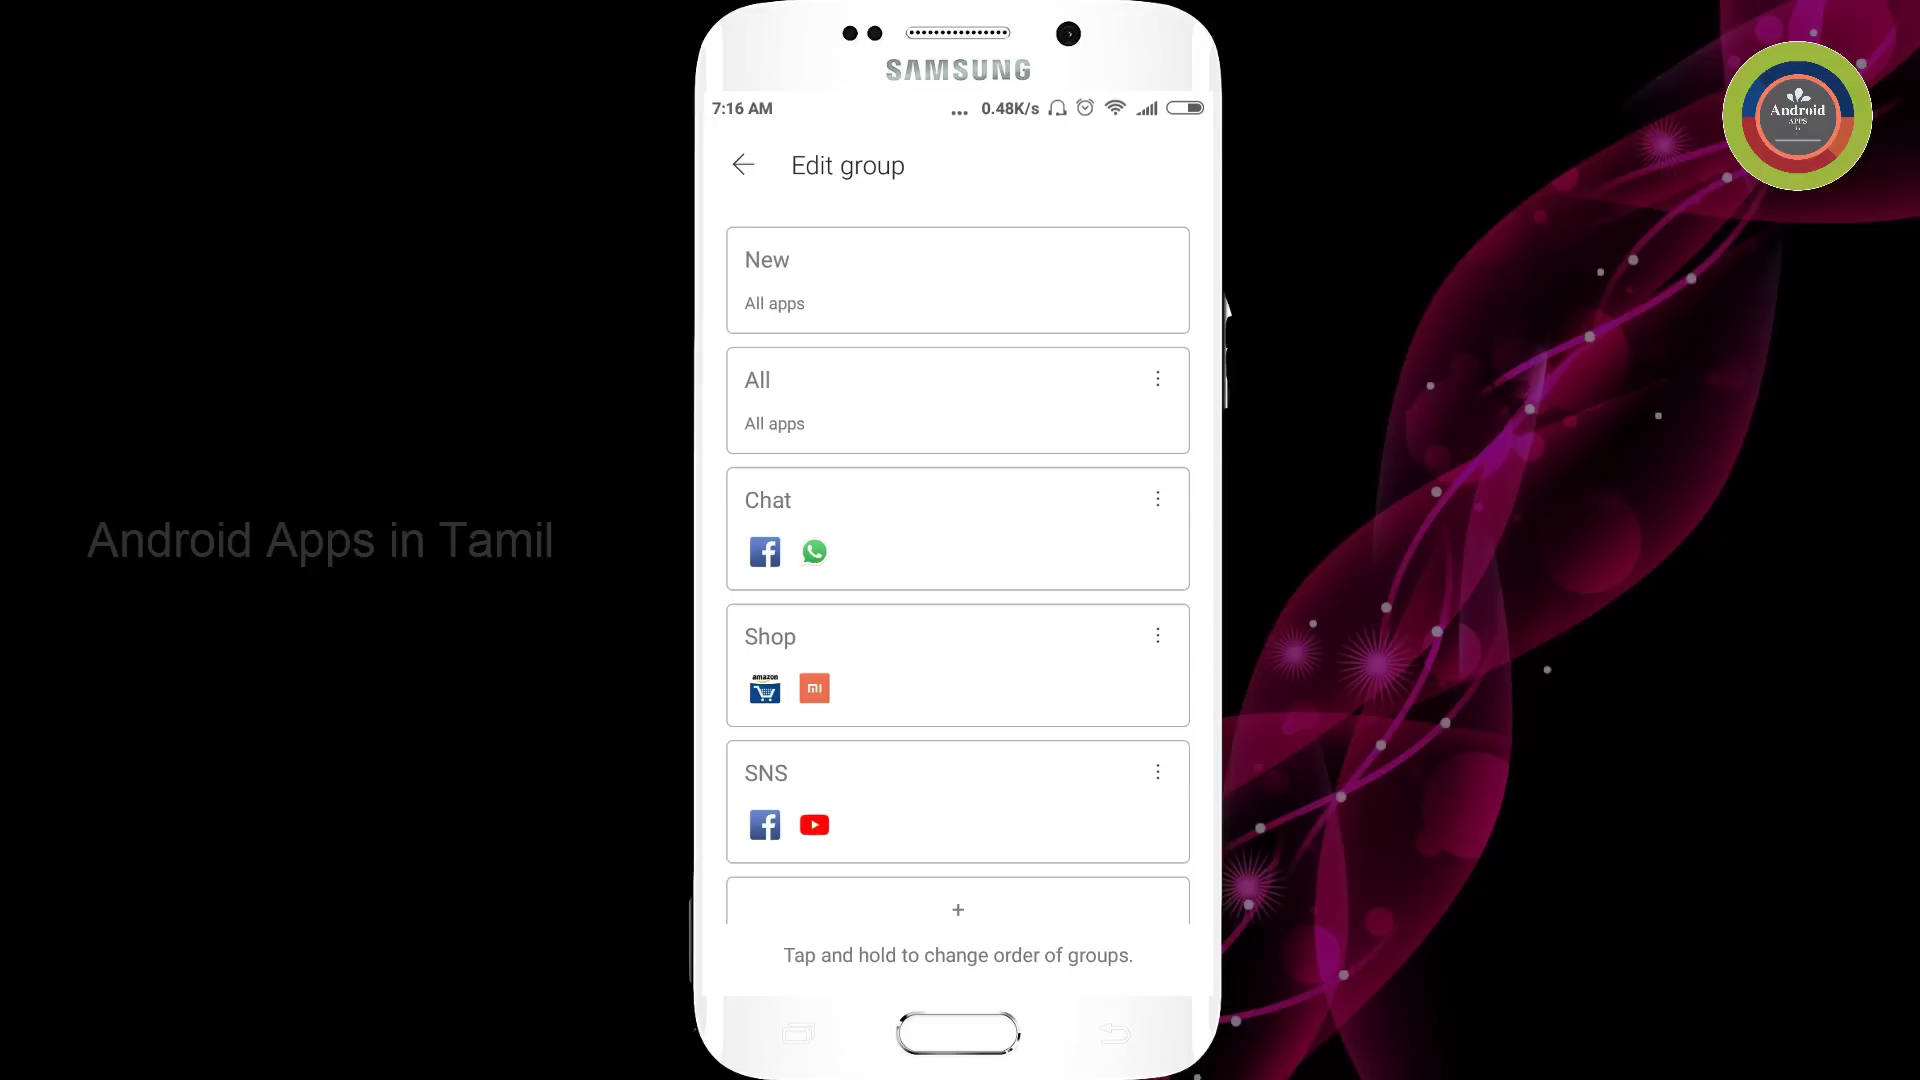 SAMSUNG
7:16 AM
... 0.48K/s
Edit group
New
All apps
All
All apps
Chat
Shop
amazon
mi
SNS
+
Tap and hold to change order of groups.
Android Apps in Tamil
Android
APPS